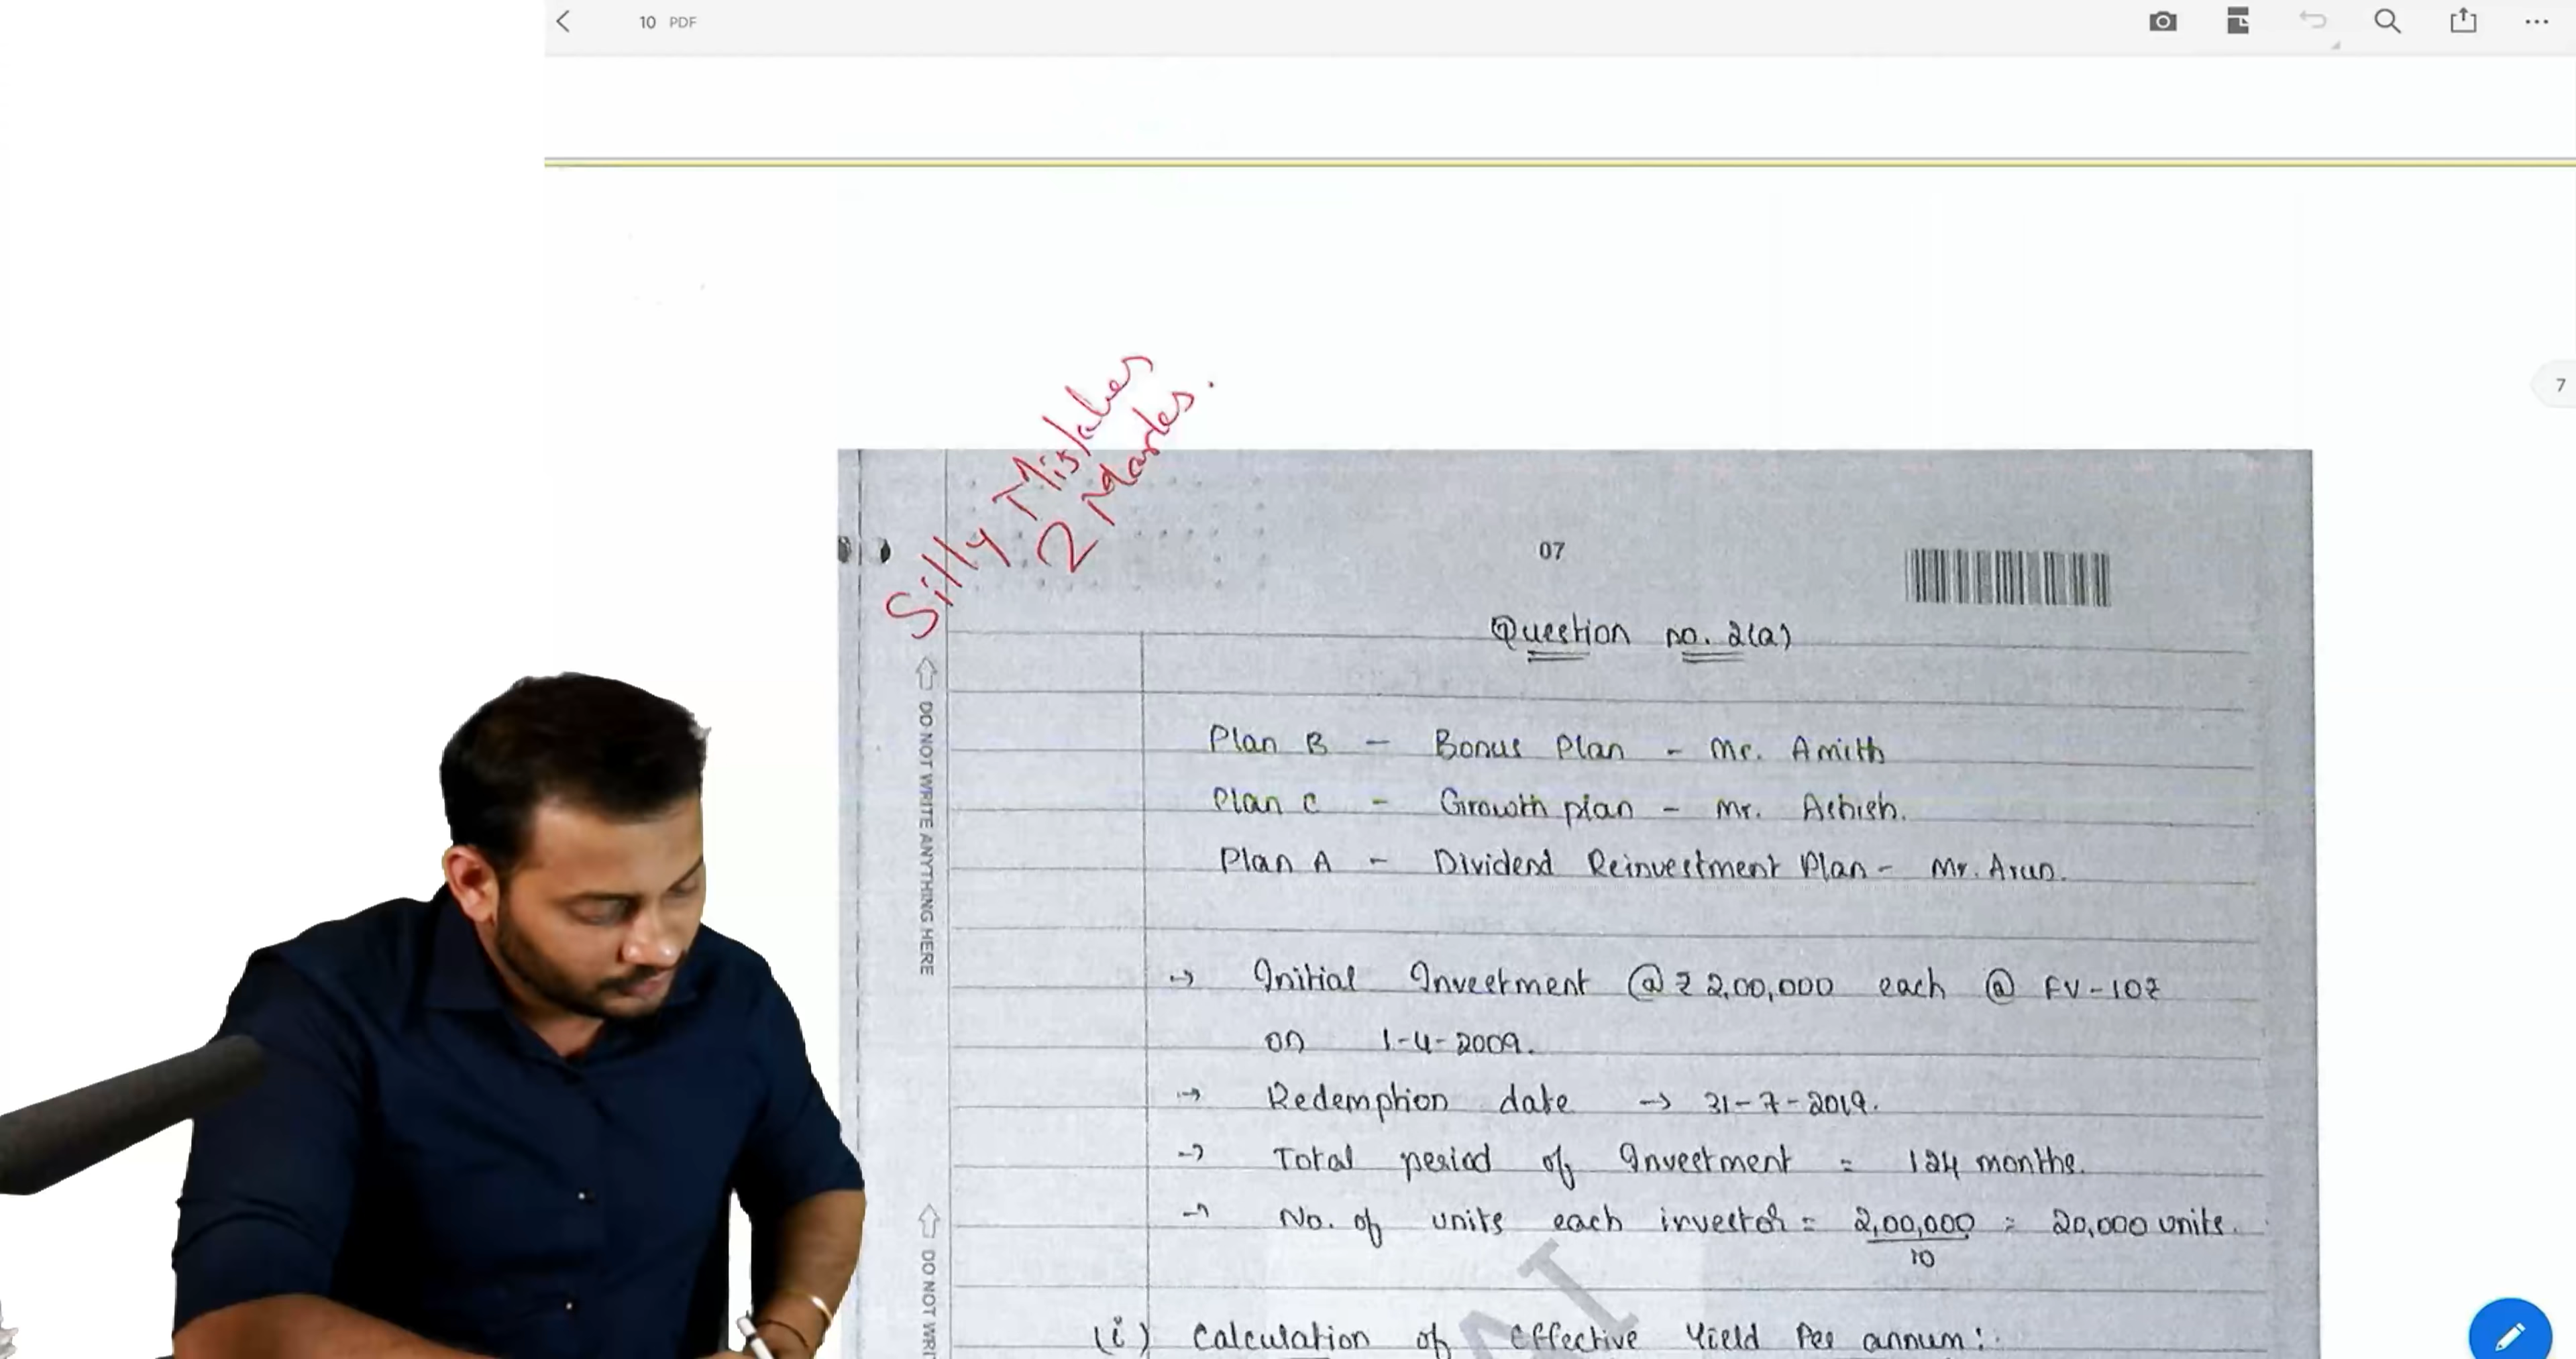 10 PDF
7
Silly Mistakes
2 Marks.
07
Question no. 2(a)
Plan B - Bonus Plan - Mr. Amith
Plan C - Growth plan - Mr. Ashish.
Plan A - Dividend Reinvestment Plan - Mr. Arun.
→ Initial Investment @ ₹ 2,00,000 each @ FV-10₹
on 1-4-2009.
→ Redemption date → 31-7-2019.
→ Total period of Investment = 124 months.
→ No. of units each investor = 2,00,000 = 20,000 units.
10
(i) Calculation of Effective Yield Per annum:
DO NOT WRITE ANYTHING HERE
DO NOT WRIT